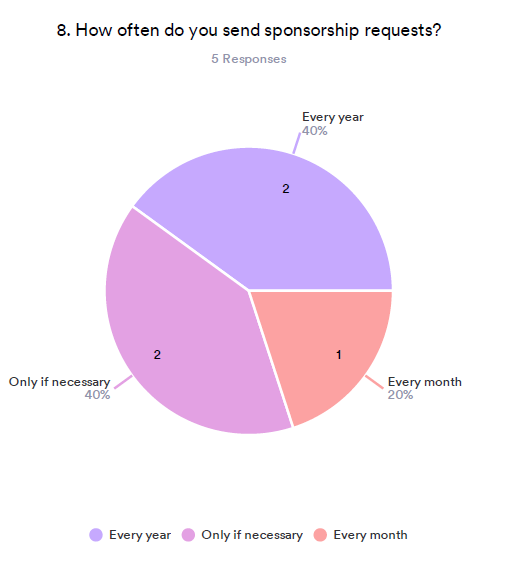 8. How often do you send sponsorship requests?
5 Responses
Every year
40%
2
2
1
Only if necessary
40%
Every month
20%
Every year Only if necessary Every month